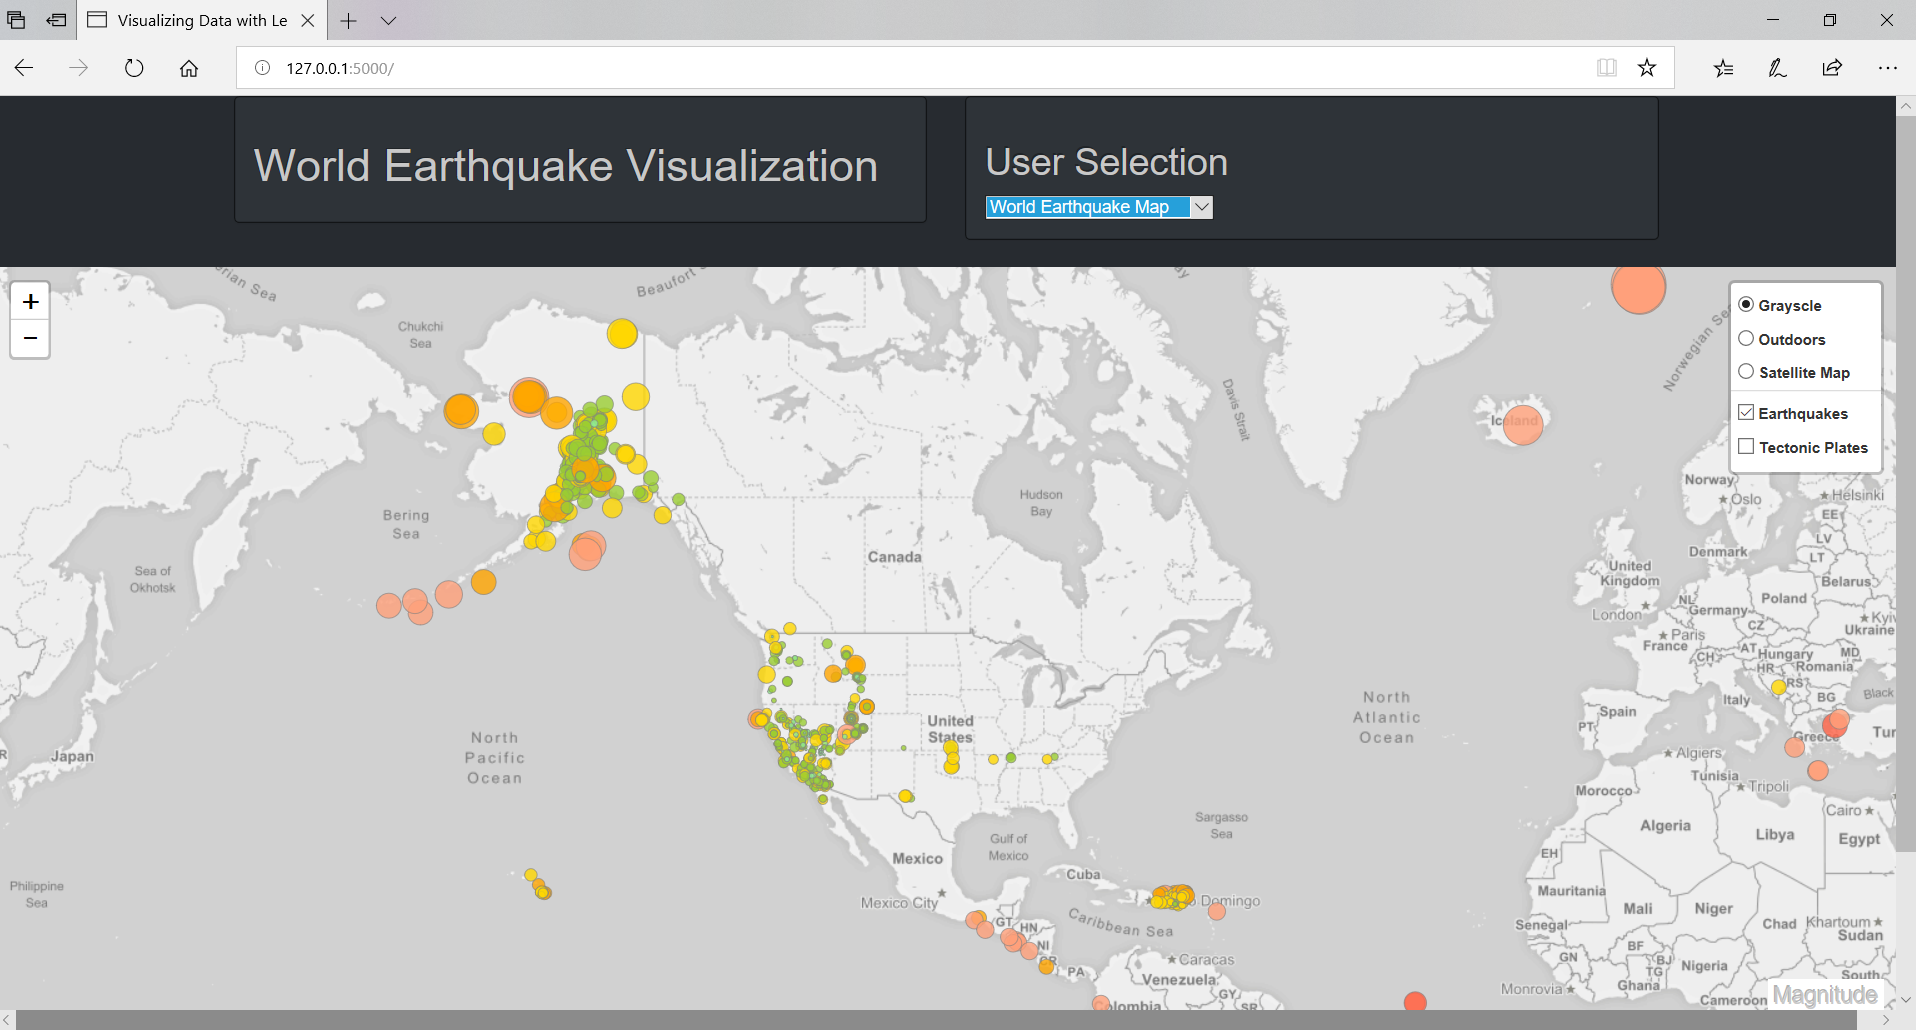 Visualizing Data with Le
127.0.0.1:5000/
World Earthquake Visualization
User Selection
World Earthquake Map
+
−
Grayscle
Outdoors
Satellite Map
Earthquakes
Tectonic Plates
rian Sea
Beaufort
Chukchi
Sea
Norwegian Se
Davis Strait
Iceland
Hudson
Bay
Bering
Sea
Sea of
Okhotsk
Canada
Norway
Oslo
Helsinki
EE
LV
LT
Denmark
United
Kingdom
Belarus
London
NL
Germany
Poland
CZ
Kyiv
Ukraine
Paris
France
CH
AT
Hungary
MD
HR
Romania
RS
BG
Black
Italy
Spain
PT
Greece
Tur
North
Atlantic
Ocean
United
States
North
Pacific
Ocean
R
Japan
Algiers
Tunisia
Tripoli
Morocco
Cairo
Algeria
Libya
Egypt
Sargasso
Sea
Gulf of
Mexico
Mexico
EH
Cuba
Philippine
Sea
Mexico City
Domingo
Mauritania
Mali
Niger
Chad
Khartoum
Sudan
Caribbean Sea
GT
HN
NI
CR
PA
Senegal
BF
BJ
GN
TG
Nigeria
Ghana
South
Caracas
Venezuela
GY
SR
Colombia
Monrovia
Cameroon
Magnitude